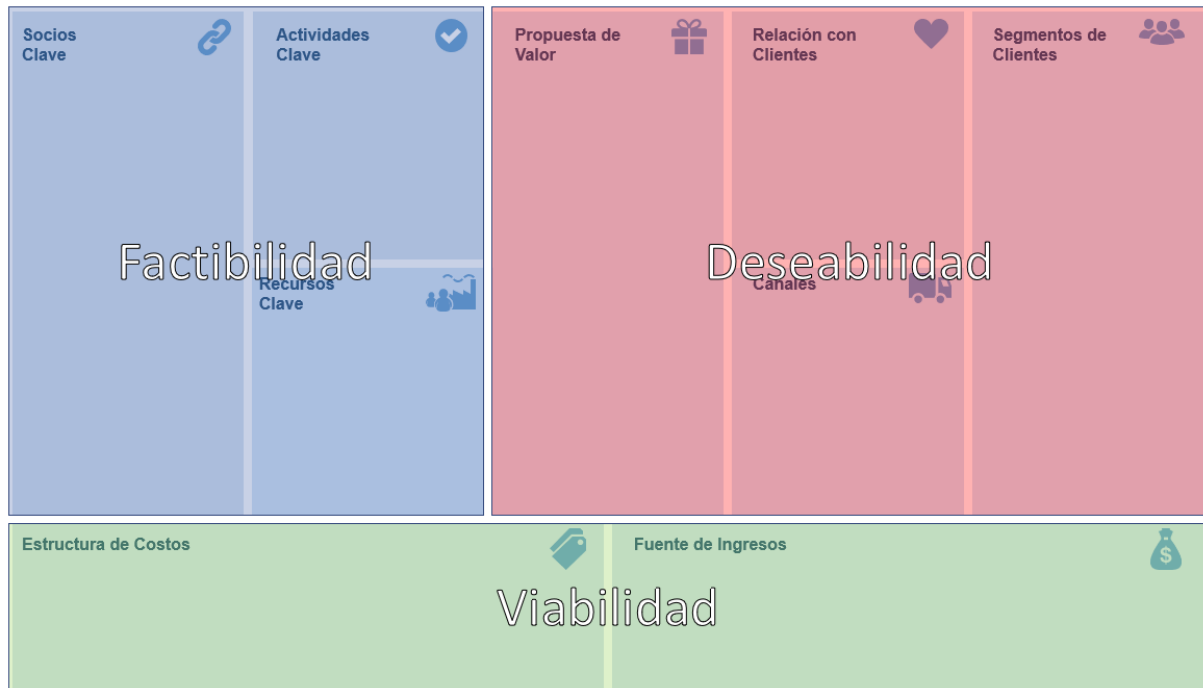 Socios
Clave
Actividades
Clave
Propuesta de
Valor
Relación con
Clientes
Segmentos de
Clientes
Factibilidad
Deseabilidad
Recursos
Clave
Canales
Estructura de Costos
Fuente de Ingresos
$
Viabilidad